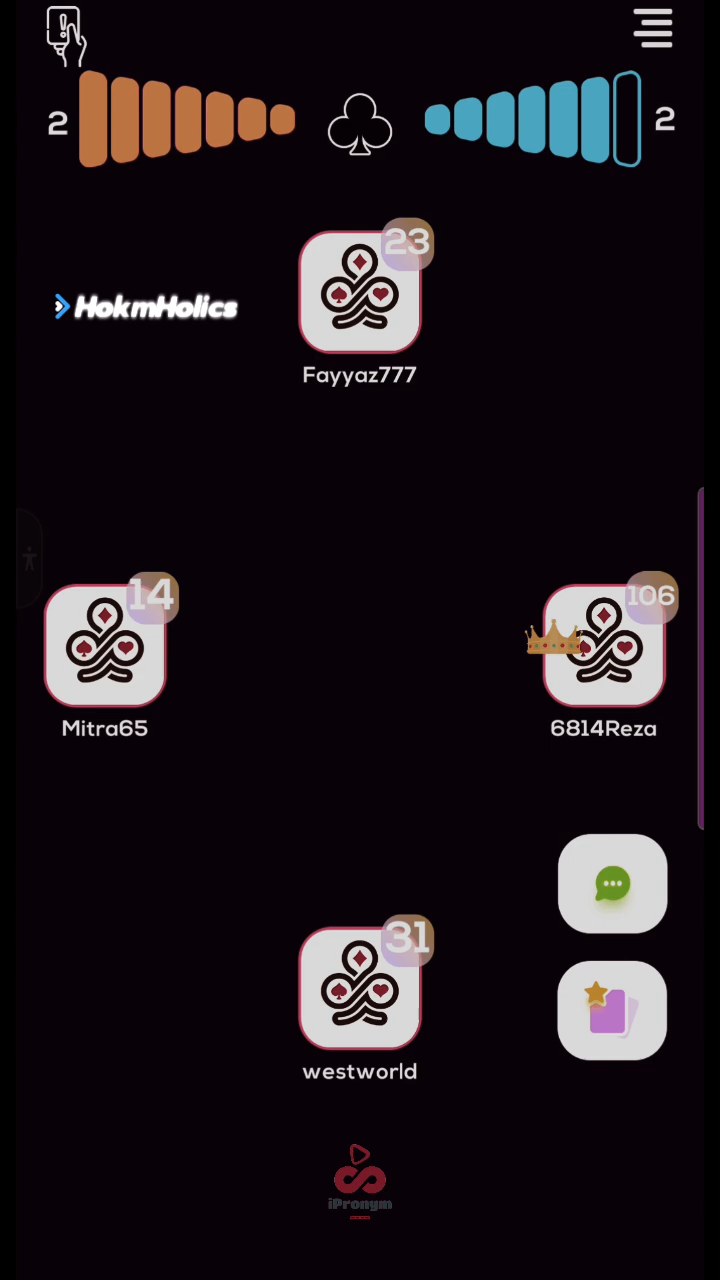 2
2
23
HokmHolics
Fayyaz777
14
106
Mitra65
6814Reza
31
westworld
iPronym